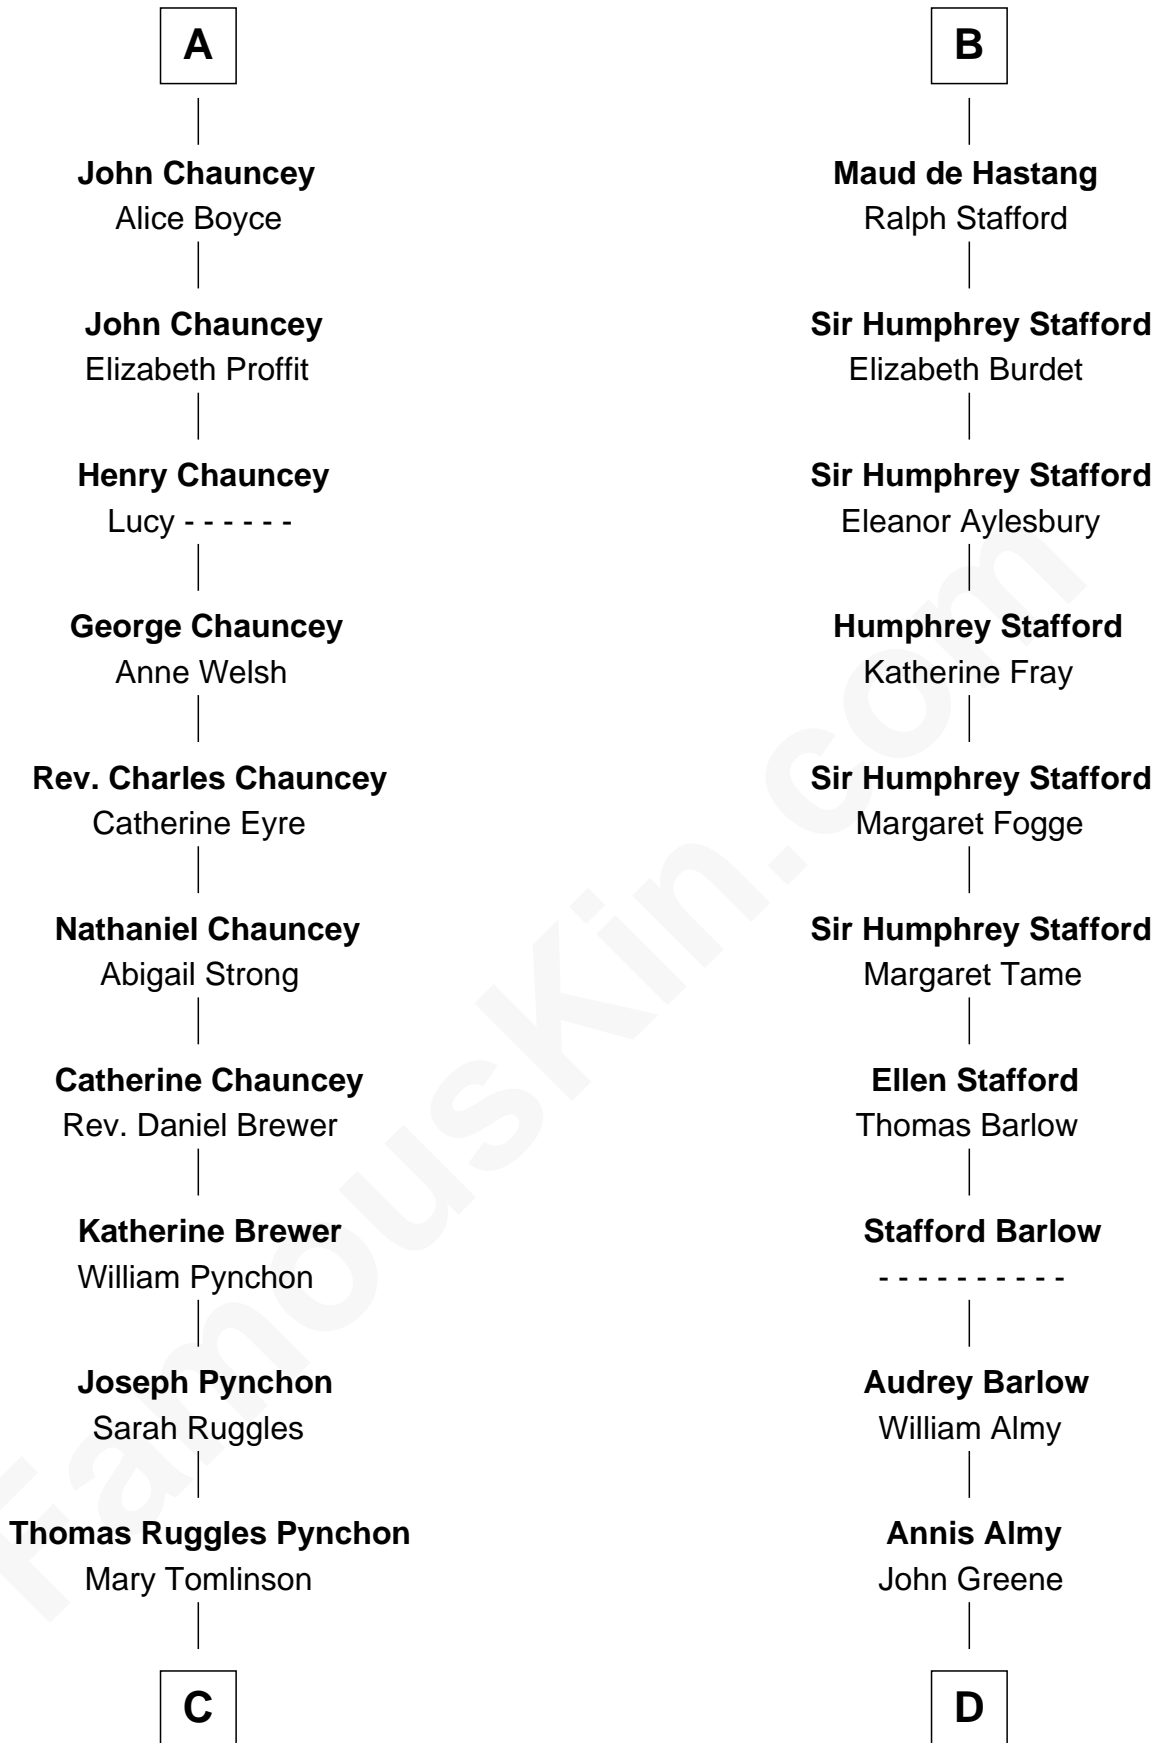 A
John Chauncey
Alice Boyce
John Chauncey
Elizabeth Proffit
Henry Chauncey
Lucy - - - - - -
George Chauncey
Anne Welsh
Rev. Charles Chauncey
Catherine Eyre
Nathaniel Chauncey
Abigail Strong
Catherine Chauncey
Rev. Daniel Brewer
Katherine Brewer
William Pynchon
Joseph Pynchon
Sarah Ruggles
Thomas Ruggles Pynchon
Mary Tomlinson
C
B
Maud de Hastang
Ralph Stafford
Sir Humphrey Stafford
Elizabeth Burdet
Sir Humphrey Stafford
Eleanor Aylesbury
Humphrey Stafford
Katherine Fray
Sir Humphrey Stafford
Margaret Fogge
Sir Humphrey Stafford
Margaret Tame
Ellen Stafford
Thomas Barlow
Stafford Barlow
- - - - - - - - - -
Audrey Barlow
William Almy
Annis Almy
John Greene
D
FamousKin.com